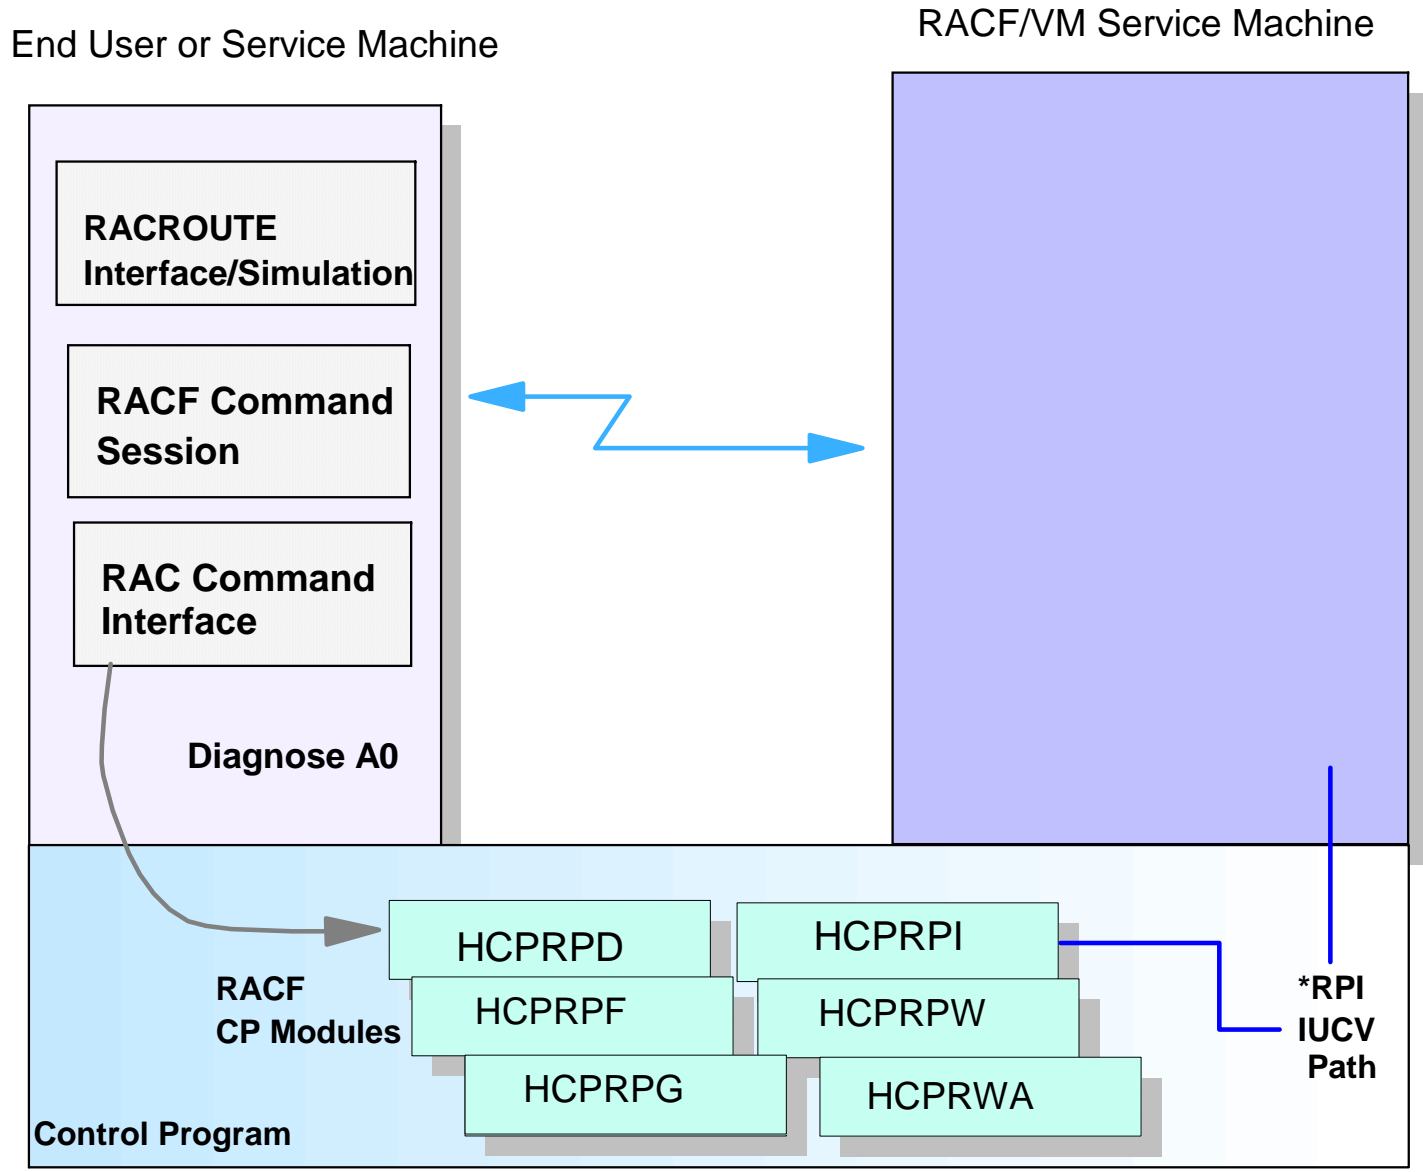 End User or Service Machine
RACF/VM Service Machine
RACROUTE
Interface/Simulation
RACF Command
Session
RAC Command
Interface
Diagnose A0
HCPRPD
HCPRPI
RACF
CP Modules
HCPRPF
HCPRPW
HCPRPG
HCPRWA
*RPI
IUCV
Path
Control Program